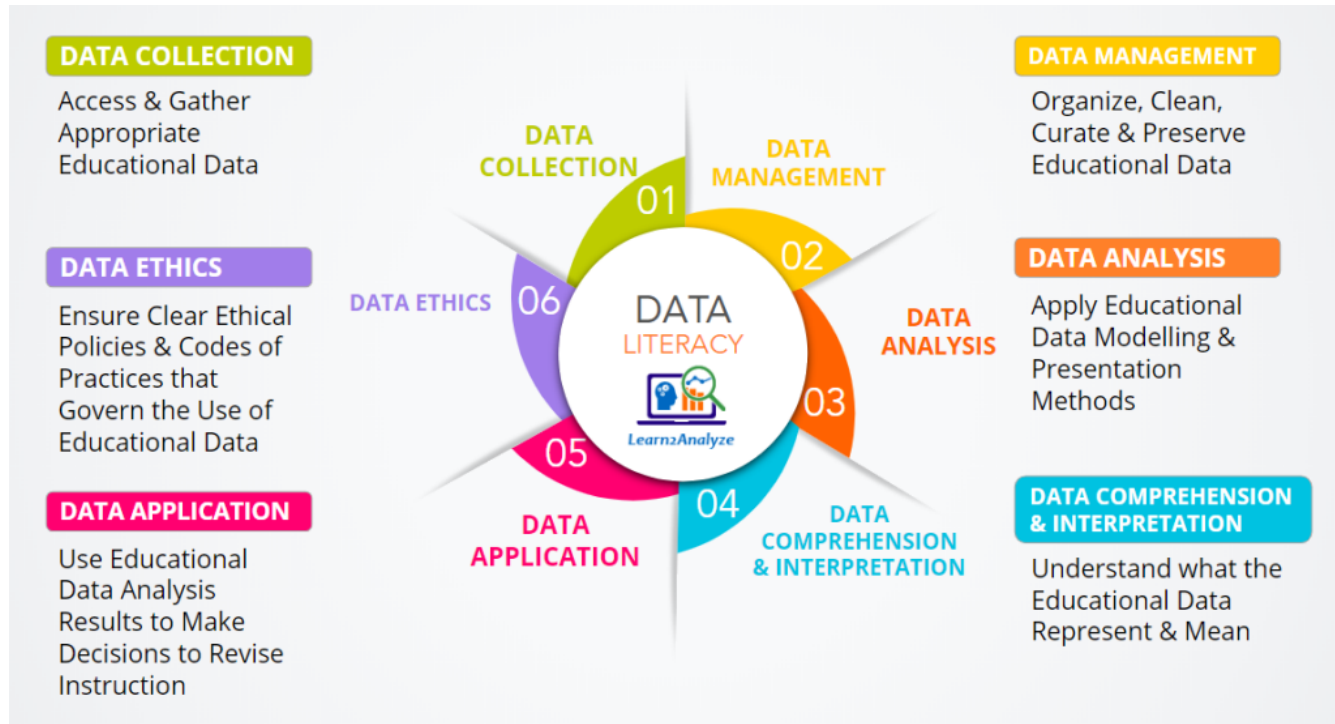 DATA COLLECTION
Access & Gather
Appropriate
Educational Data
DATA ETHICS
Ensure Clear Ethical
Policies & Codes of
Practices that
Govern the Use of
Educational Data
DATA APPLICATION
Use Educational
Data Analysis
Results to Make
Decisions to Revise
Instruction
DATA
COLLECTION
01
DATA
MANAGEMENT
02
DATA
ANALYSIS
03
DATA
COMPREHENSION
& INTERPRETATION
04
DATA
APPLICATION
05
DATA ETHICS
06
DATA
LITERACY
Learn2Analyze
DATA MANAGEMENT
Organize, Clean,
Curate & Preserve
Educational Data
DATA ANALYSIS
Apply Educational
Data Modelling &
Presentation
Methods
DATA COMPREHENSION
& INTERPRETATION
Understand what the
Educational Data
Represent & Mean